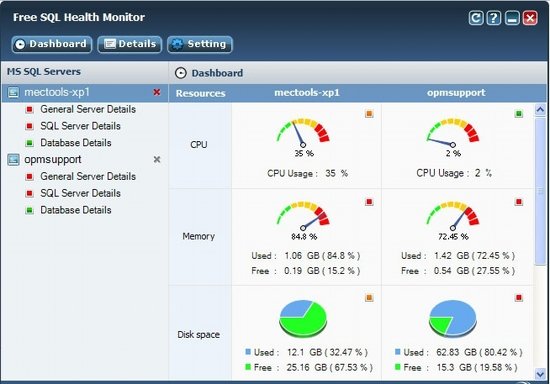 Free SQL Health Monitor
Dashboard Details Setting
MS SQL Servers
Dashboard
mectools-xp1
General Server Details
SQL Server Details
Database Details
opmsupport
General Server Details
SQL Server Details
Database Details
Resources mectools-xp1 opmsupport
CPU
35 %
CPU Usage : 35 %
2 %
CPU Usage : 2 %
Memory
84.8 %
Used : 1.06 GB ( 84.8 % )
Free : 0.19 GB ( 15.2 % )
72.45 %
Used : 1.42 GB ( 72.45 % )
Free : 0.54 GB ( 27.55 % )
Disk space
Used : 12.1 GB ( 32.47 % )
Free : 25.16 GB ( 67.53 % )
Used : 62.83 GB ( 80.42 % )
Free : 15.3 GB ( 19.58 % )